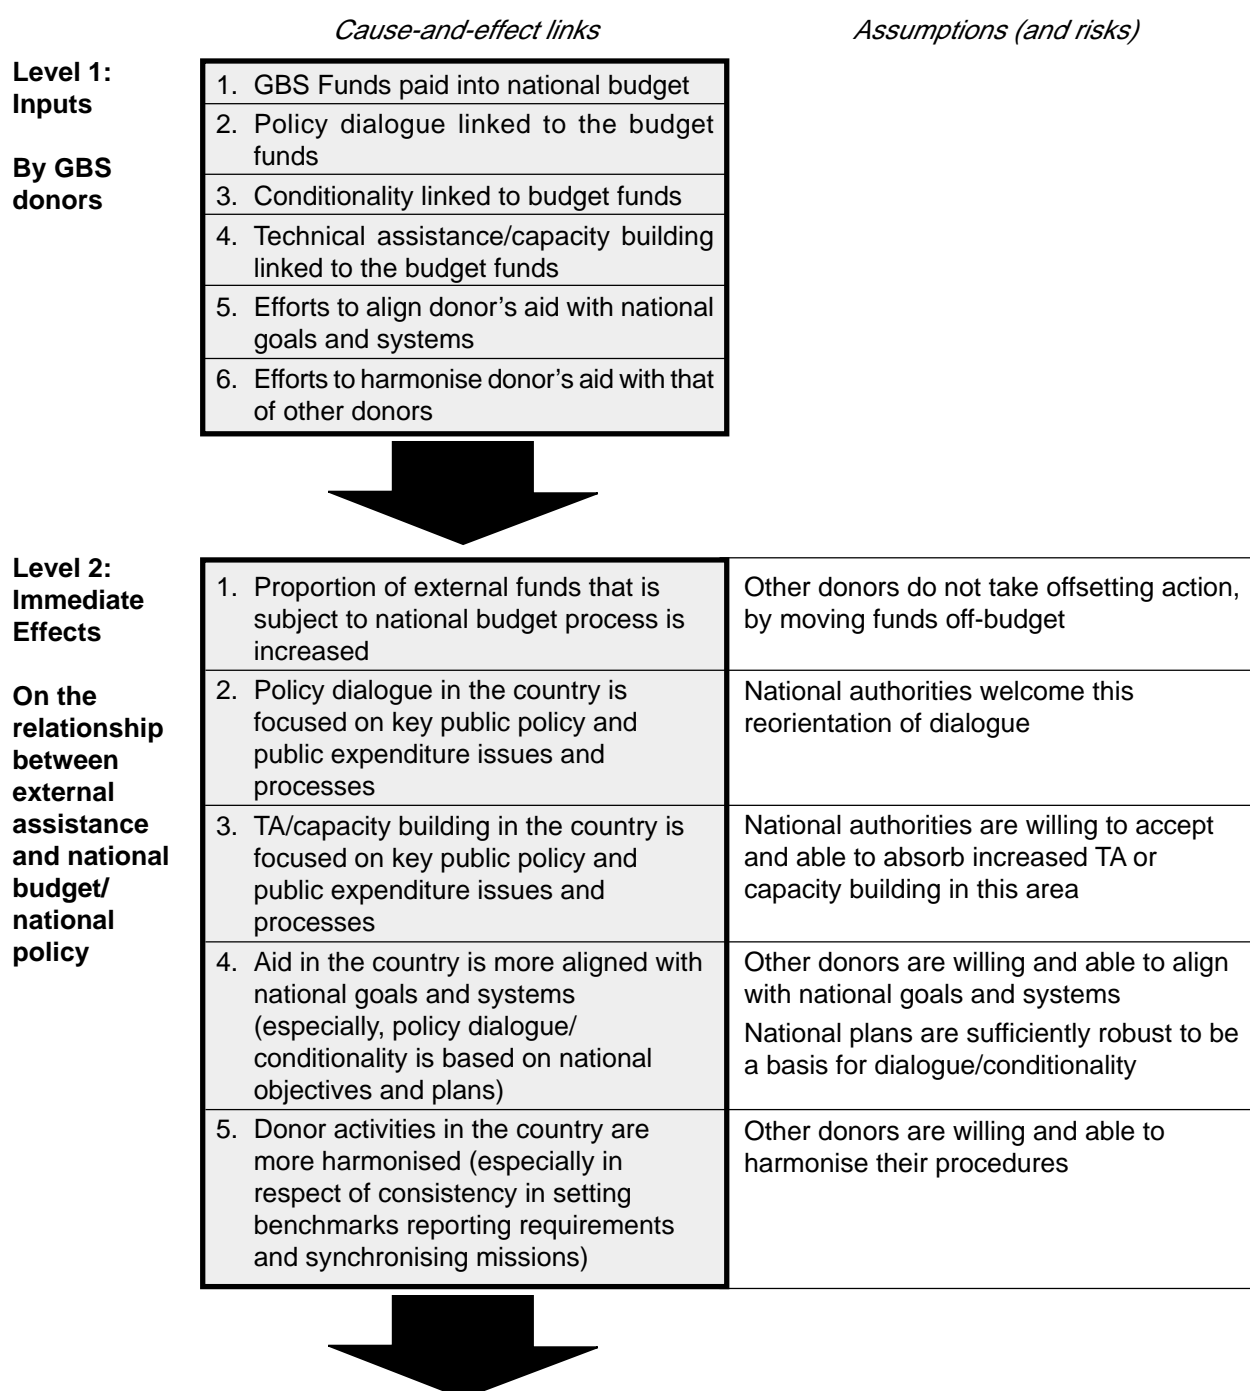 Cause-and-effect links
Assumptions (and risks)
Level 1:
Inputs
By GBS
donors
1. GBS Funds paid into national budget
2. Policy dialogue linked to the budget
funds
3. Conditionality linked to budget funds
4. Technical assistance/capacity building
linked to the budget funds
5. Efforts to align donor's aid with national
goals and systems
6. Efforts to harmonise donor's aid with that
of other donors
Level 2:
Immediate
Effects
On the
relationship
between
external
assistance
and national
budget/
national
policy
1. Proportion of external funds that is
subject to national budget process is
increased
Other donors do not take offsetting action,
by moving funds off-budget
2. Policy dialogue in the country is
focused on key public policy and
public expenditure issues and
processes
National authorities welcome this
reorientation of dialogue
3. TA/capacity building in the country is
focused on key public policy and
public expenditure issues and
processes
National authorities are willing to accept
and able to absorb increased TA or
capacity building in this area
4. Aid in the country is more aligned with
national goals and systems
(especially, policy dialogue/
conditionality is based on national
objectives and plans)
Other donors are willing and able to align
with national goals and systems
National plans are sufficiently robust to be
a basis for dialogue/conditionality
5. Donor activities in the country are
more harmonised (especially in
respect of consistency in setting
benchmarks reporting requirements
and synchronising missions)
Other donors are willing and able to
harmonise their procedures